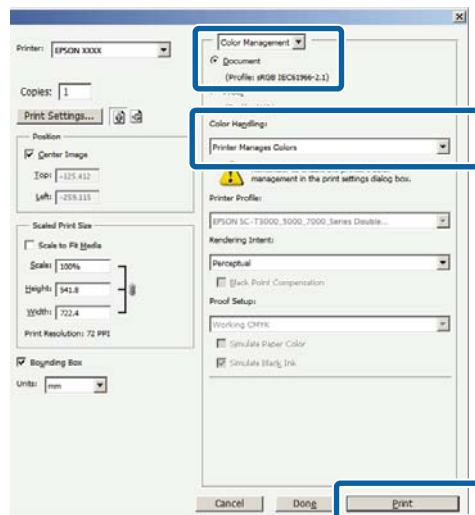 Printer: EPSON XXXX
Copies: 1
Print Settings...
Position
Center Image
Top: -125.412
Left: -259.115
Scaled Print Size
Scale to Fit Media
Scale: 100%
Height: 541.8
Width: 722.4
Print Resolution: 72 PPI
Bounding Box
Units: mm
Color Management
Document
(Profile: sRGB IEC61966-2.1)
Color Handling:
Printer Manages Colors
management in the print settings dialog box.
Printer Profile:
EPSON SC-T3000_5000_7000_Series Double...
Rendering Intent:
Perceptual
Black Point Compensation
Proof Setup:
Working CMYK
Simulate Paper Color
Simulate Black Ink
Cancel
Done
Print